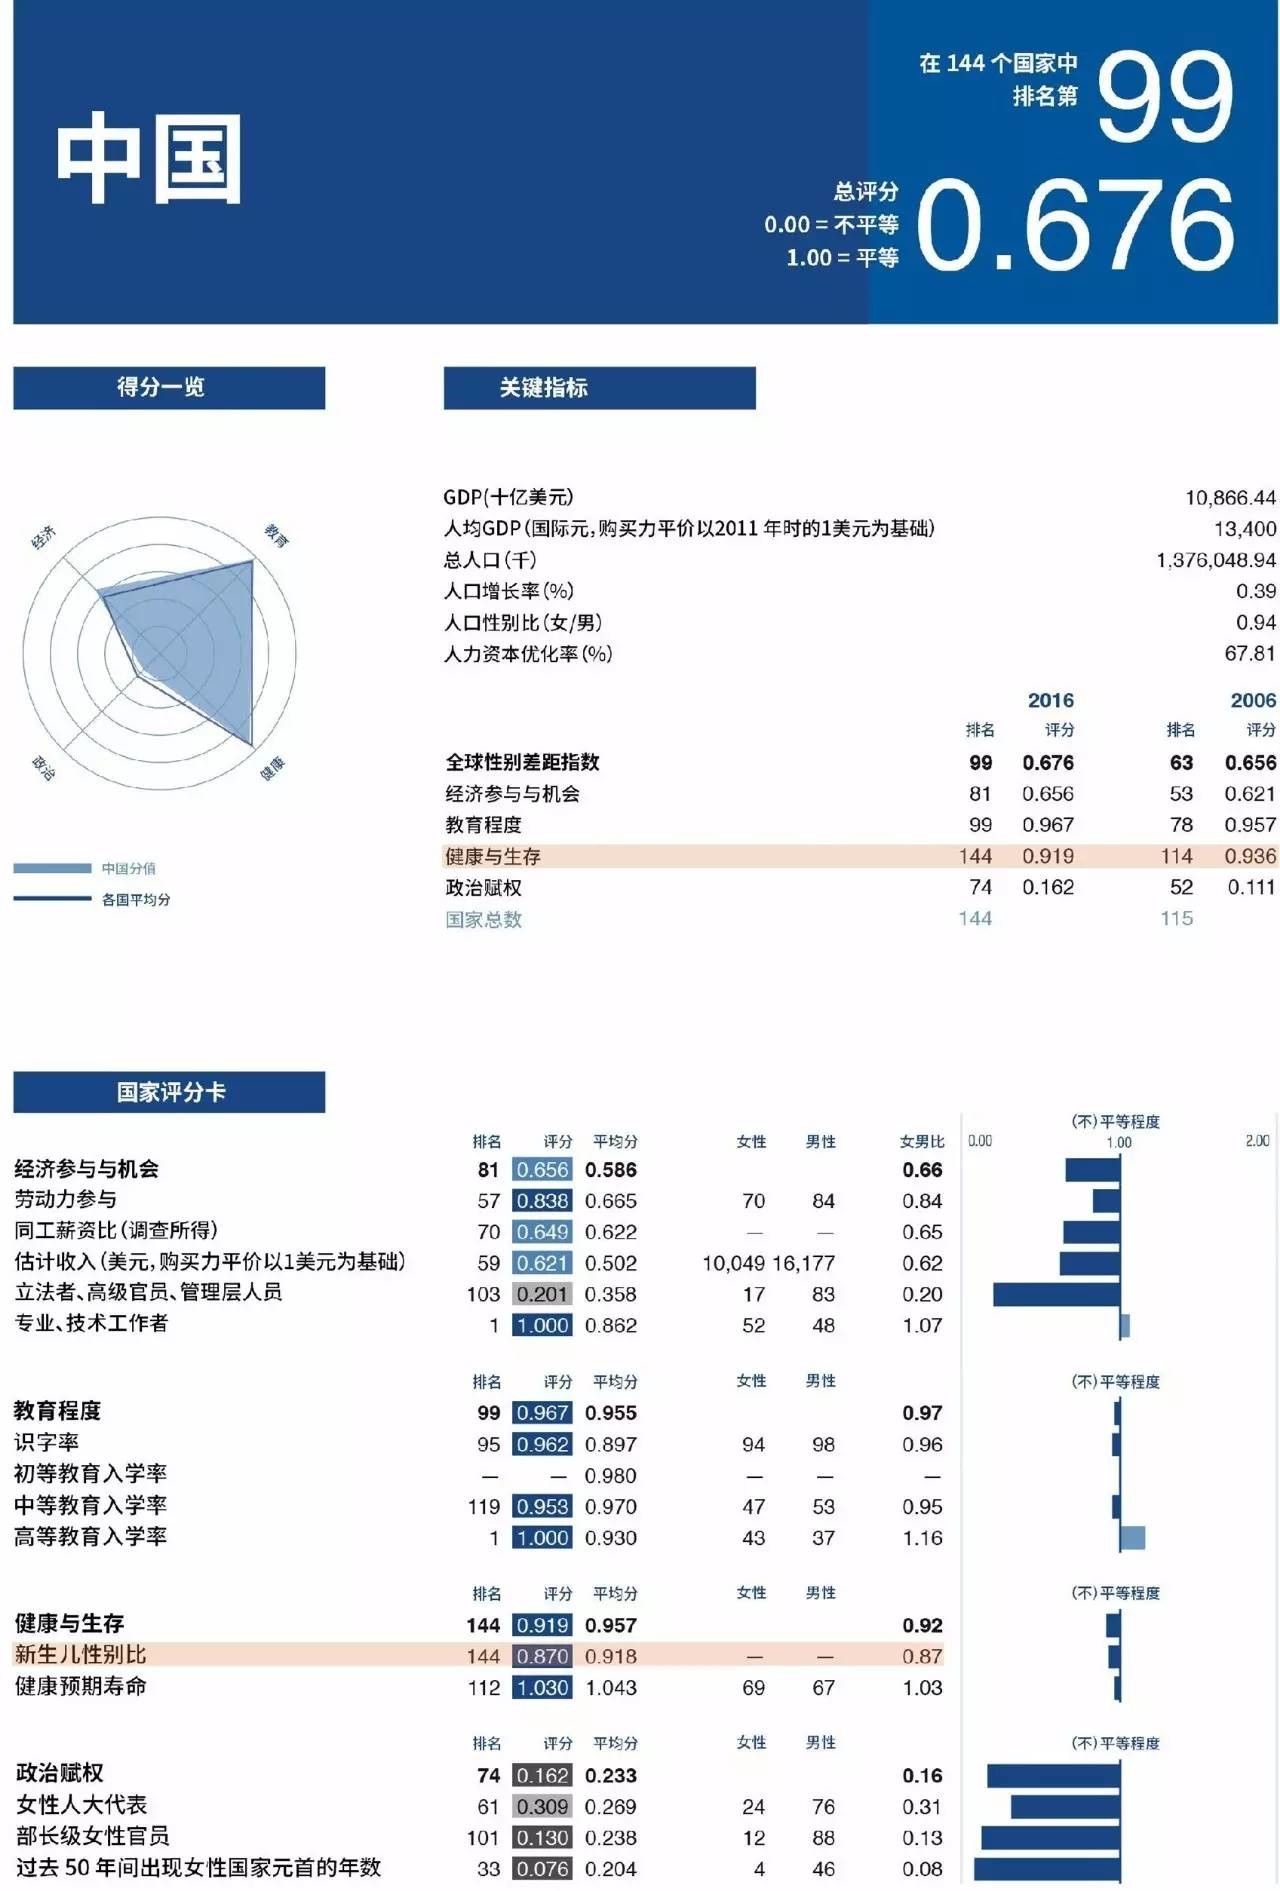 中国
在 144 个国家中
排名第
99
总评分
0.00 = 不平等
1.00 = 平等
0.676
得分一览
关键指标
经济
教育
政治
健康
中国分值
各国平均分
GDP(十亿美元) 10,866.44
人均GDP(国际元,购买力平价以2011 年时的1美元为基础) 13,400
总人口(千) 1,376,048.94
人口增长率(%) 0.39
人口性别比(女/男) 0.94
人力资本优化率(%) 67.81
2016 2006
排名 评分 排名 评分
全球性别差距指数 99 0.676 63 0.656
经济参与与机会 81 0.656 53 0.621
教育程度 99 0.967 78 0.957
健康与生存 144 0.919 114 0.936
政治赋权 74 0.162 52 0.111
国家总数 144 115
国家评分卡
(不)平等程度
排名 评分 平均分 女性 男性 女男比 0.00 1.00 2.00
经济参与与机会 81 0.656 0.586 0.66
劳动力参与 57 0.838 0.665 70 84 0.84
同工薪资比(调查所得) 70 0.649 0.622 — — 0.65
估计收入(美元,购买力平价以1美元为基础) 59 0.621 0.502 10,049 16,177 0.62
立法者、高级官员、管理层人员 103 0.201 0.358 17 83 0.20
专业、技术工作者 1 1.000 0.862 52 48 1.07
排名 评分 平均分 女性 男性 (不)平等程度
教育程度 99 0.967 0.955 0.97
识字率 95 0.962 0.897 94 98 0.96
初等教育入学率 — — 0.980 — — —
中等教育入学率 119 0.953 0.970 47 53 0.95
高等教育入学率 1 1.000 0.930 43 37 1.16
排名 评分 平均分 女性 男性 (不)平等程度
健康与生存 144 0.919 0.957 0.92
新生儿性别比 144 0.870 0.918 — — 0.87
健康预期寿命 112 1.030 1.043 69 67 1.03
排名 评分 平均分 女性 男性 (不)平等程度
政治赋权 74 0.162 0.233 0.16
女性人大代表 61 0.309 0.269 24 76 0.31
部长级女性官员 101 0.130 0.238 12 88 0.13
过去 50 年间出现女性国家元首的年数 33 0.076 0.204 4 46 0.08